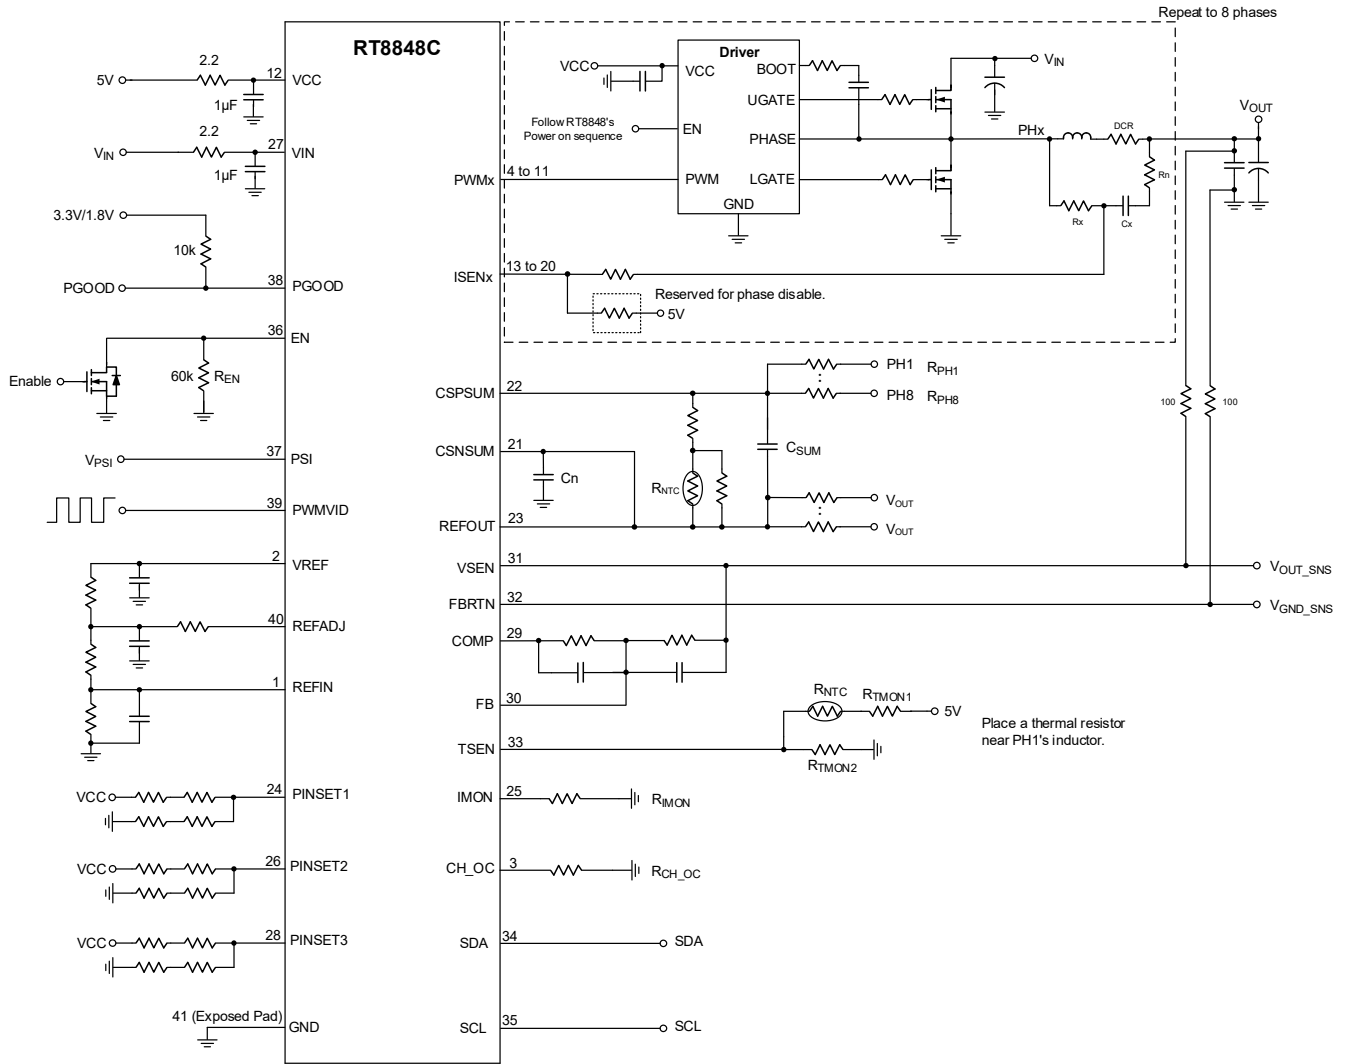 Repeat to 8 phases
RT8848C
5V
2.2
12
VCC
1µF
VIN
2.2
27
VIN
1µF
3.3V/1.8V
10k
PGOOD
38
PGOOD
36
EN
Enable
60k
REN
VPSI
37
PSI
39
PWMVID
2
VREF
40
REFADJ
1
REFIN
VCC
24
PINSET1
VCC
26
PINSET2
VCC
28
PINSET3
41 (Exposed Pad)
GND
Driver
VCC
VCC
BOOT
UGATE
Follow RT8848's
Power on sequence
EN
PHASE
PWM
LGATE
GND
VIN
PHx
DCR
VOUT
Rn
Rx
Cx
PWMx
4 to 11
ISENx
13 to 20
Reserved for phase disable.
5V
CSPSUM
22
PH1
RPH1
PH8
RPH8
CSNSUM
21
Cn
CSUM
RNTC
VOUT
REFOUT
23
VOUT
100
100
VSEN
31
VOUT_SNS
FBRTN
32
VGND_SNS
COMP
29
FB
30
RNTC
RTMON1
5V
TSEN
33
RTMON2
Place a thermal resistor
near PH1's inductor.
IMON
25
RIMON
CH_OC
3
RCH_OC
SDA
34
SDA
SCL
35
SCL